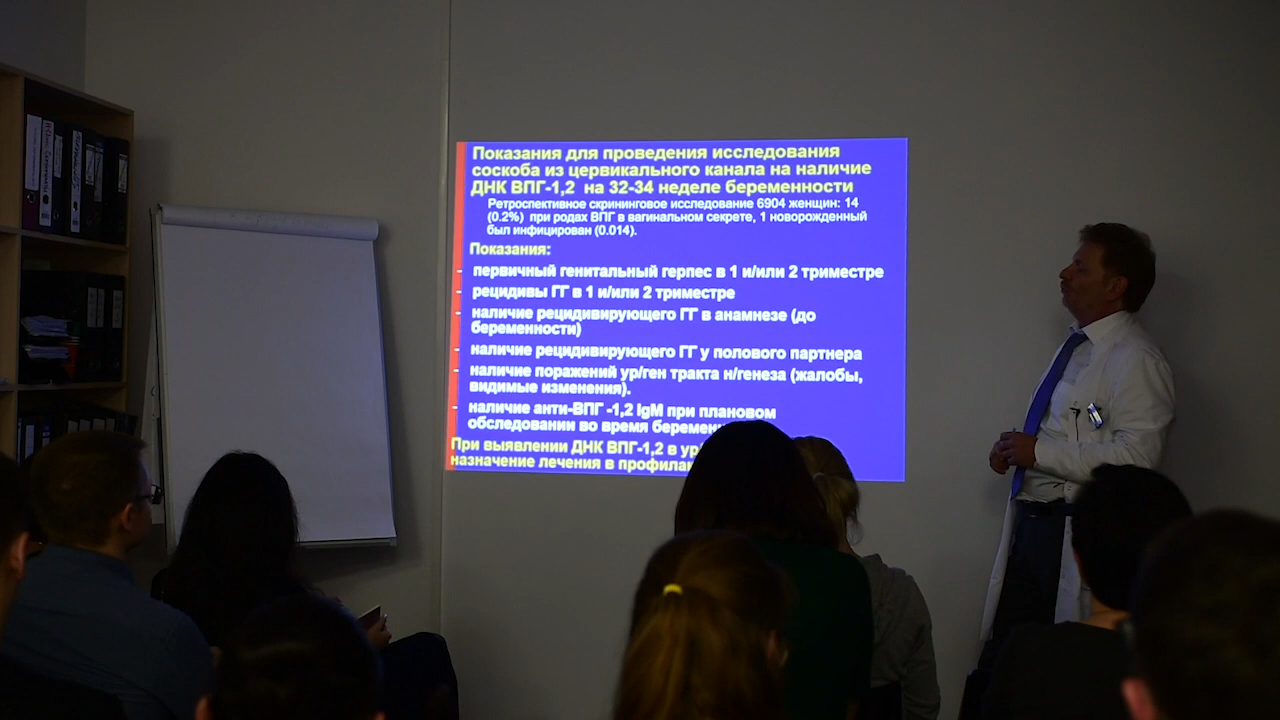 Показания для проведения исследования
соскоба из цервикального канала на наличие
ДНК ВПГ-1,2 на 32-34 неделе беременности
Ретроспективное скрининговое исследование 6904 женщин: 14
(0.2%) при родах ВПГ в вагинальном секрете, 1 новорожденный
был инфицирован (0.014).
Показания:
первичный генитальный герпес в 1 и/или 2 триместре
рецидивы ГГ в 1 и/или 2 триместре
наличие рецидивирующего ГГ в анамнезе (до
беременности)
наличие рецидивирующего ГГ у полового партнера
наличие поражений ур/ген тракта н/генеза (жалобы,
видимые изменения).
наличие анти-ВПГ -1,2 IgM при плановом
обследовании во время
При выявлении ДНК ВПГ-1,2 в
назначение лечения в